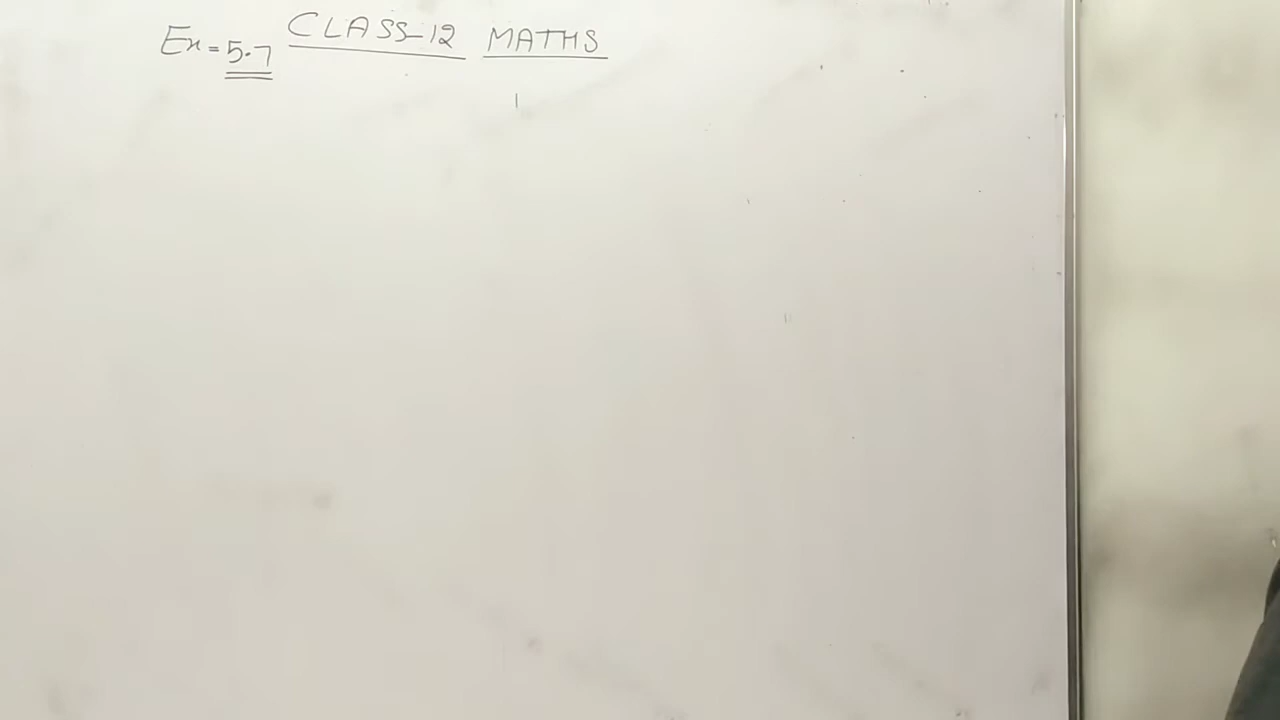 Ex = 5.7 CLASS-12 MATHS